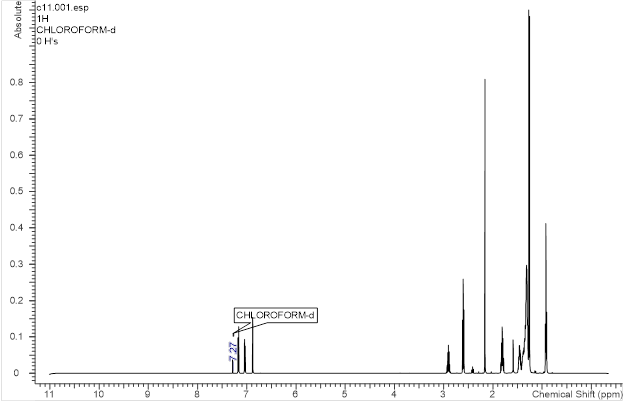 c11.001.esp
1H
CHLOROFORM-d
0 H's
Absolute
0.8
0.7
0.6
0.5
0.4
0.3
0.2
0.1
0
CHLOROFORM-d
7.27
11 10 9 8 7 6 5 4 3 2 1 Chemical Shift (ppm)